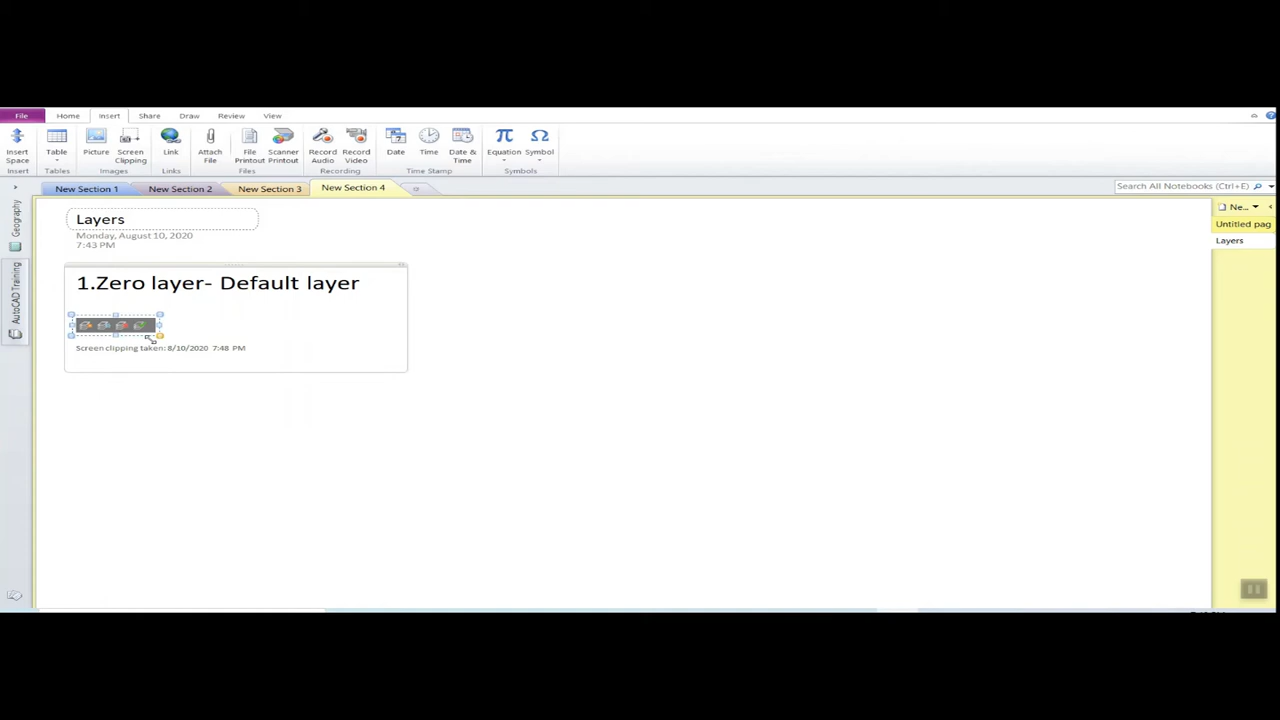 File Home Insert Share Draw Review View
Insert Space
Table
Picture
Screen Clipping
Link
Attach File
File Printout
Scanner Printout
Record Audio
Record Video
Date
Time
Date & Time
Equation
Symbol
Insert Tables Images Links Files Recording Time Stamp Symbols
New Section 1 New Section 2 New Section 3 New Section 4
Search All Notebooks (Ctrl+E)
Geography
AutoCAD Training
Layers
Monday, August 10, 2020
7:43 PM
1.Zero layer- Default layer
Screen clipping taken: 8/10/2020 7:48 PM
Ne...
Untitled pag
Layers